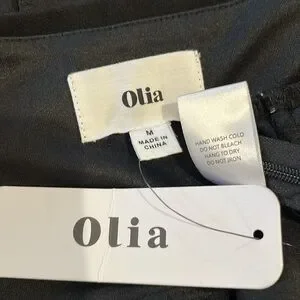 Olia
M
MADE IN
CHINA
HAND WASH COLD
DO NOT BLEACH
HANG TO DRY
DO NOT IRON
Olia